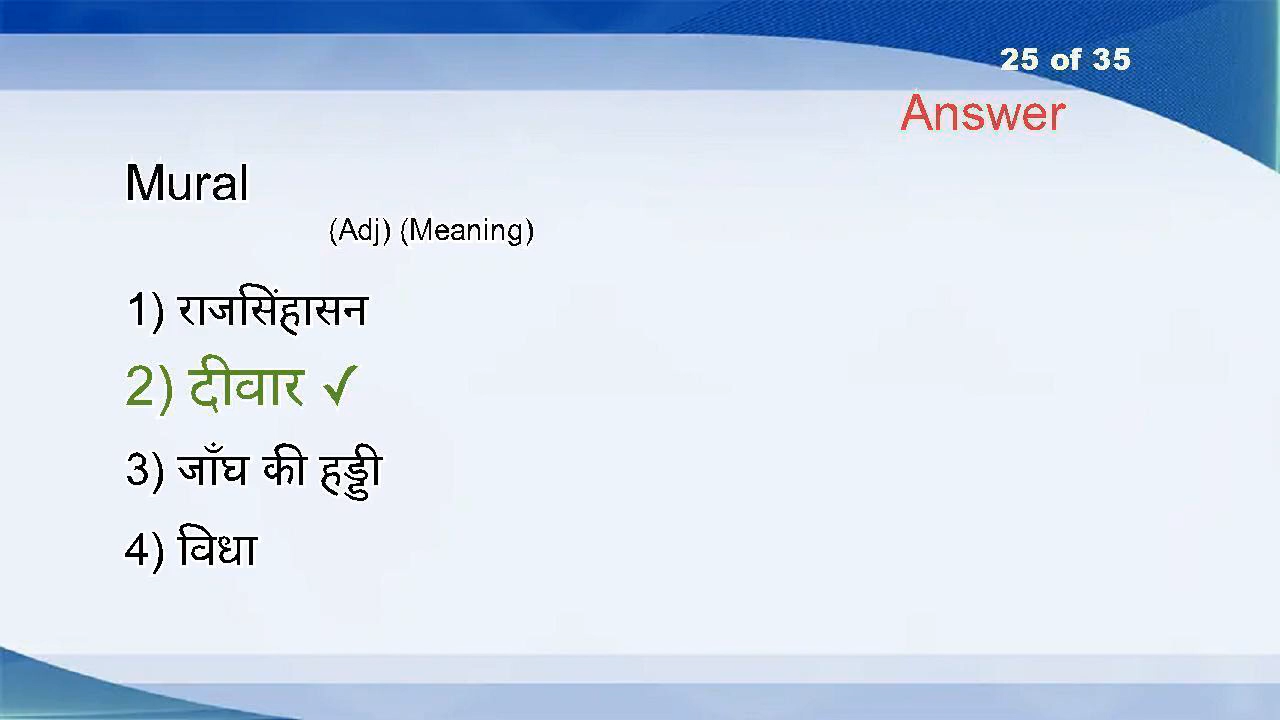 25 of 35
Answer
Mural
(Adj) (Meaning)
1) राजसिंहासन
2) दीवार ✓
3) जाँघ की हड्डी
4) विधा